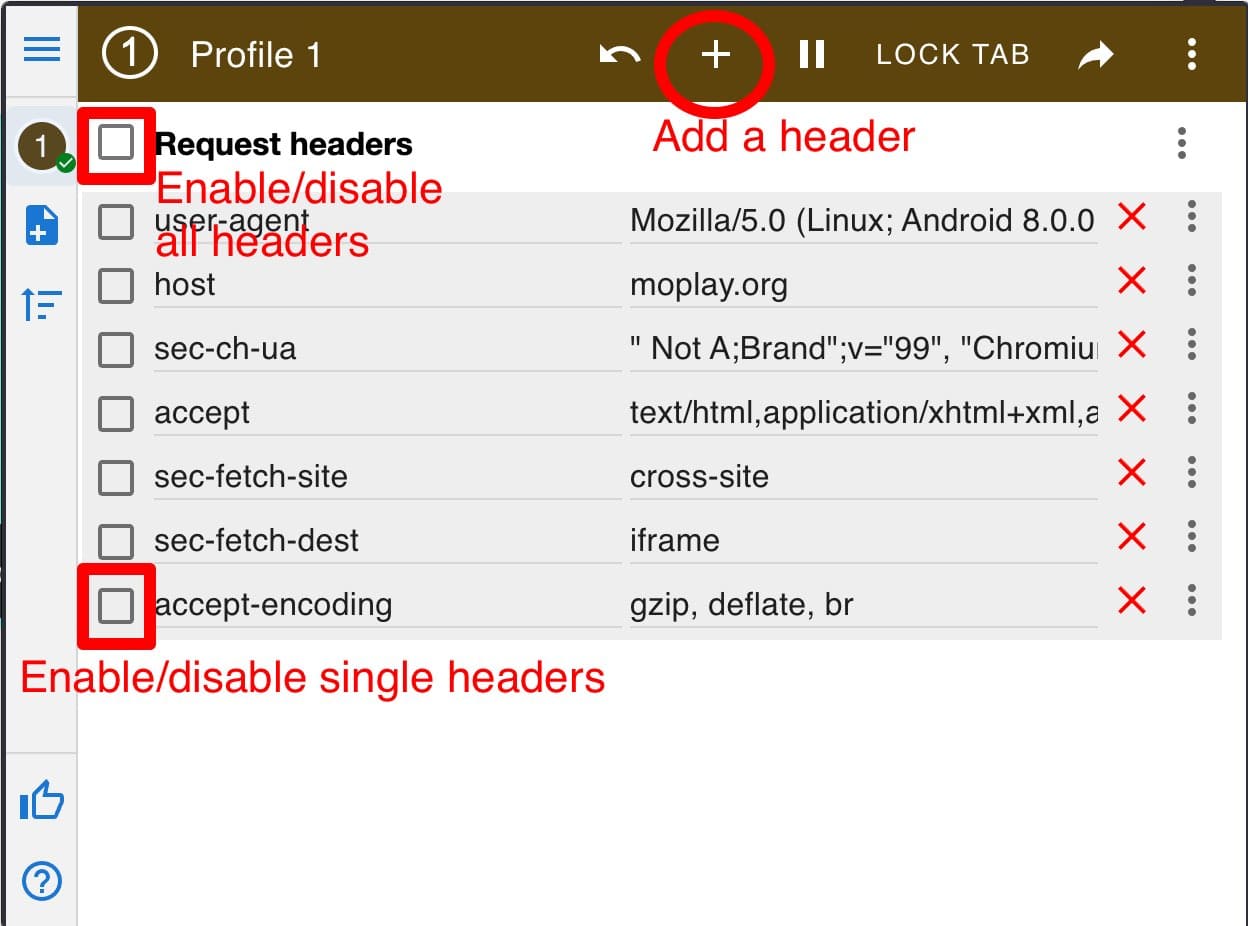 1 Profile 1 LOCK TAB
Add a header
1 Request headers
Enable/disable
all headers
user-agent Mozilla/5.0 (Linux; Android 8.0.0
host moplay.org
sec-ch-ua " Not A;Brand";v="99", "Chromiu
accept text/html,application/xhtml+xml,a
sec-fetch-site cross-site
sec-fetch-dest iframe
accept-encoding gzip, deflate, br
Enable/disable single headers